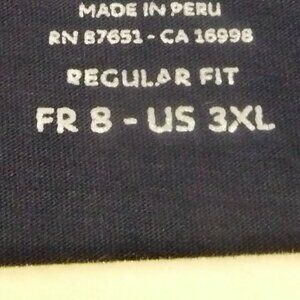 MADE IN PERU
RN 87651 - CA 16998
REGULAR FIT
FR 8 - US 3XL